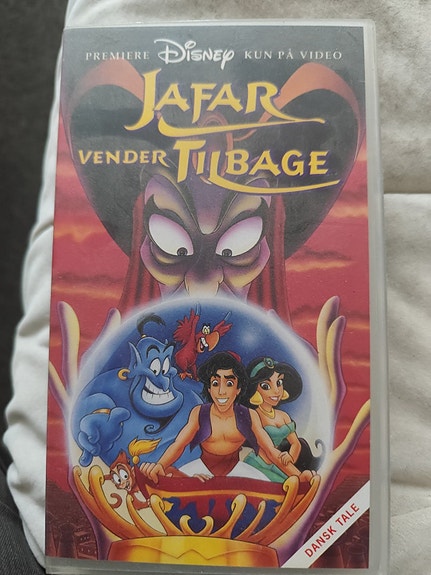 PREMIERE Disney KUN PÅ VIDEO
JAFAR
VENDER TILBAGE
DANSK TALE